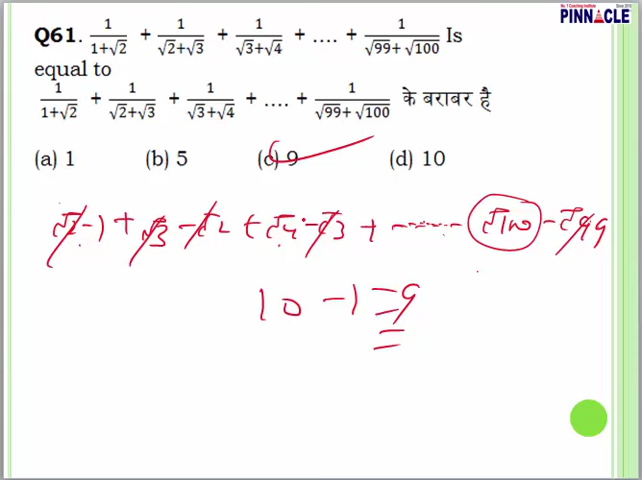 No. 1 Coaching Institute Since 2010
PINNACLE
Q61. 1/(1+√2) + 1/(√2+√3) + 1/(√3+√4) + .... + 1/(√99+√100) Is
equal to
1/(1+√2) + 1/(√2+√3) + 1/(√3+√4) + .... + 1/(√99+√100) के बराबर है
(a) 1 (b) 5 (c) 9 (d) 10
√2 - 1 + √3 - √2 + √4 - √3 + ------- √100 - √99
10 - 1 = 9